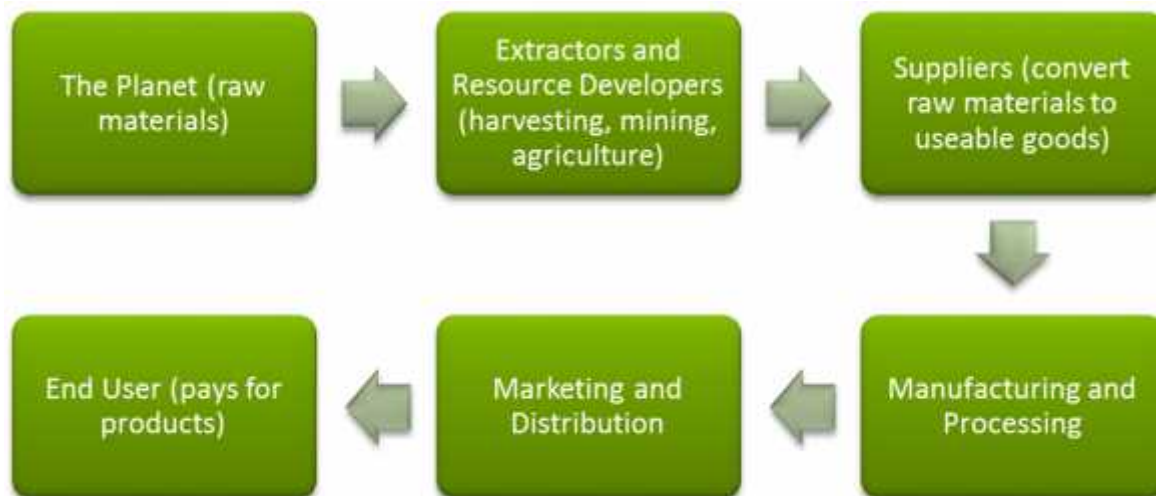 The Planet (raw
materials)
Extractors and
Resource Developers
(harvesting, mining,
agriculture)
Suppliers (convert
raw materials to
useable goods)
Manufacturing and
Processing
Marketing and
Distribution
End User (pays for
products)